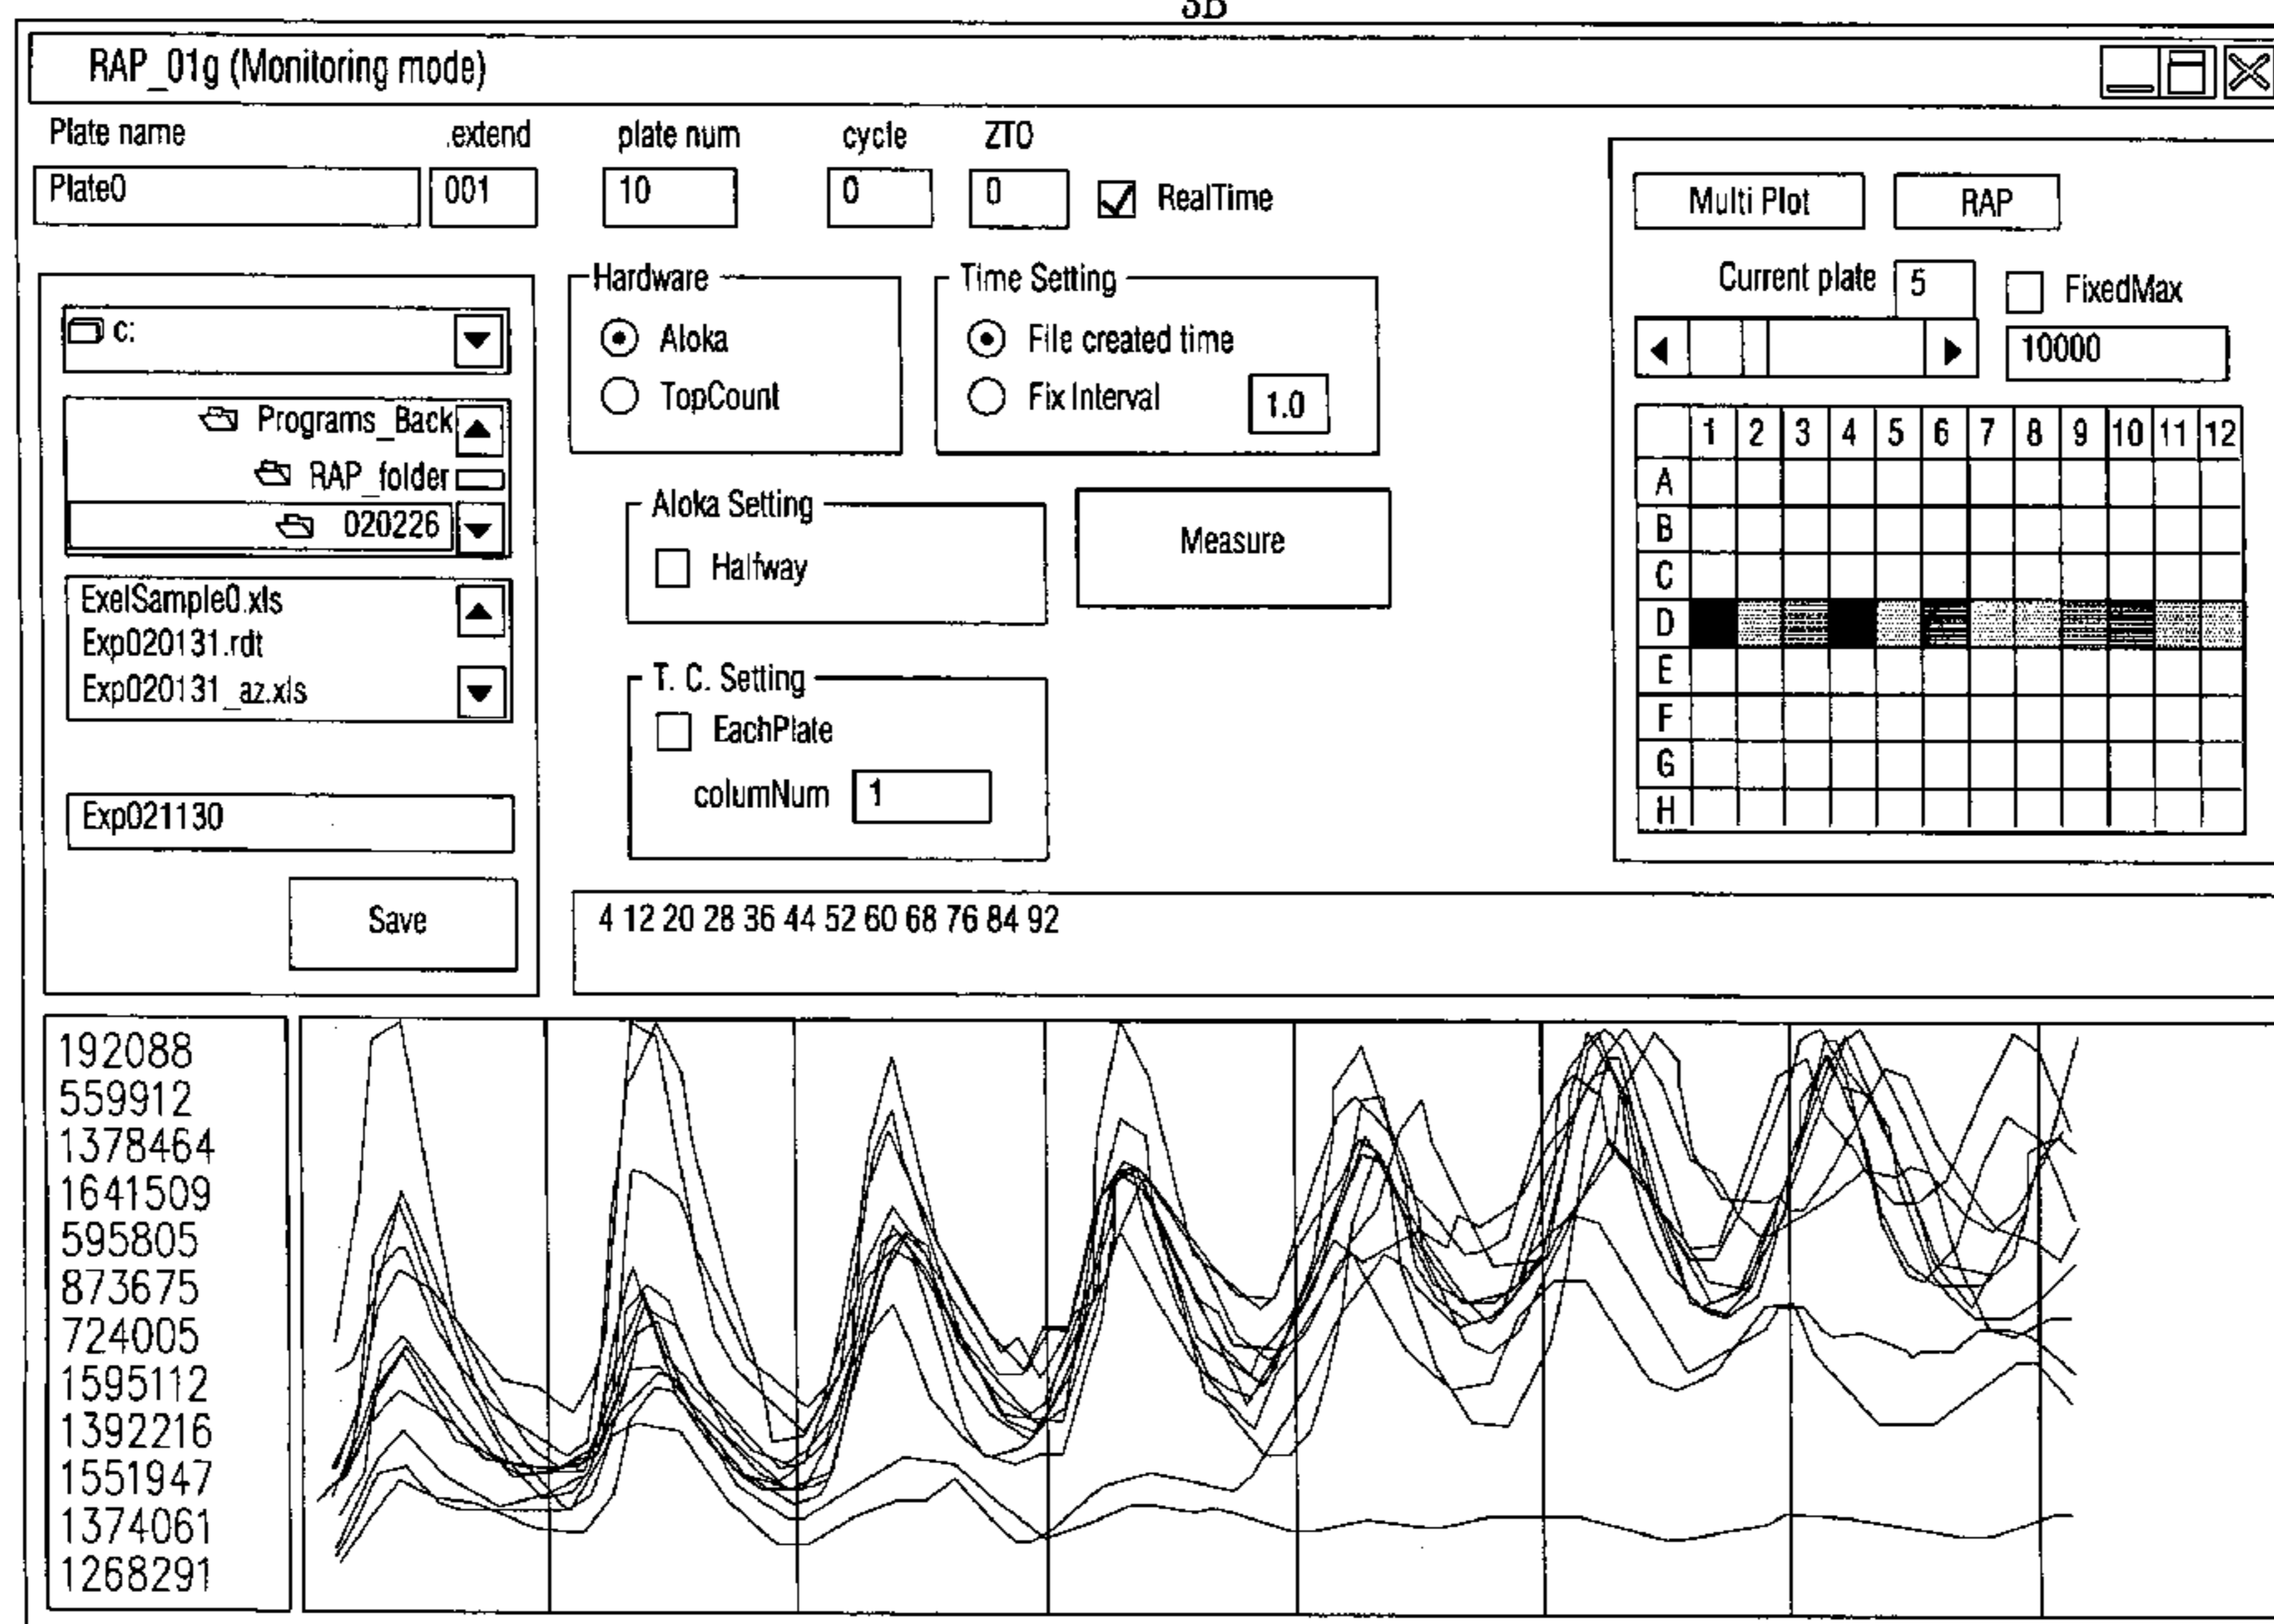 3B
RAP_01g (Monitoring mode)
Plate name .extend plate num cycle ZT0
Plate0 001 10 0 0 RealTime
Multi Plot RAP
Hardware Time Setting
Current plate 5 FixedMax
c: Aloka File created time
10000
TopCount Fix Interval 1.0
Programs_Back
RAP_folder
020226
1 2 3 4 5 6 7 8 9 10 11 12
A
B
C
D
E
F
G
H
Aloka Setting
Halfway
Measure
ExelSample0.xls
Exp020131.rdt
Exp020131_az.xls
T. C. Setting
EachPlate
columNum 1
Exp021130
Save
4 12 20 28 36 44 52 60 68 76 84 92
192088
559912
1378464
1641509
595805
873675
724005
1595112
1392216
1551947
1374061
1268291